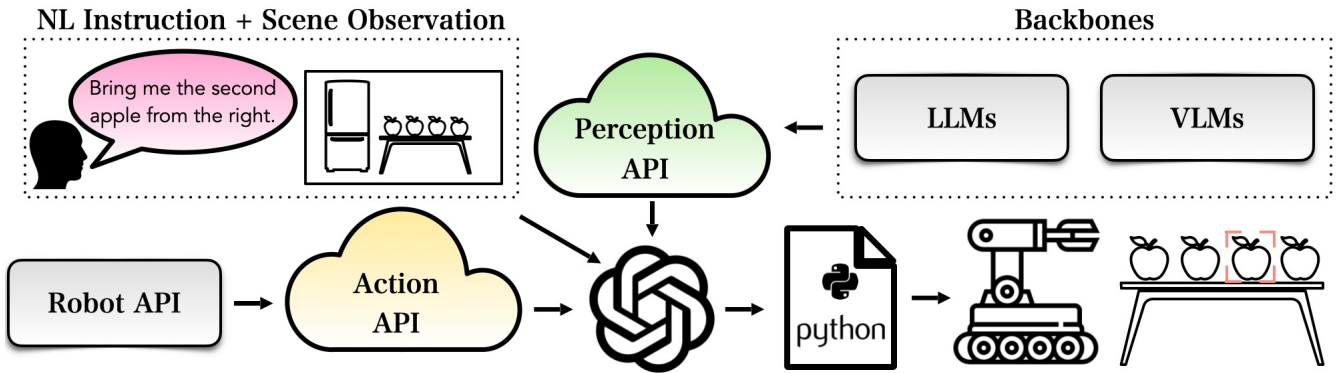 NL Instruction + Scene Observation
Backbones
Bring me the second
apple from the right.
Perception
API
LLMs
VLMs
Robot API
Action
API
python